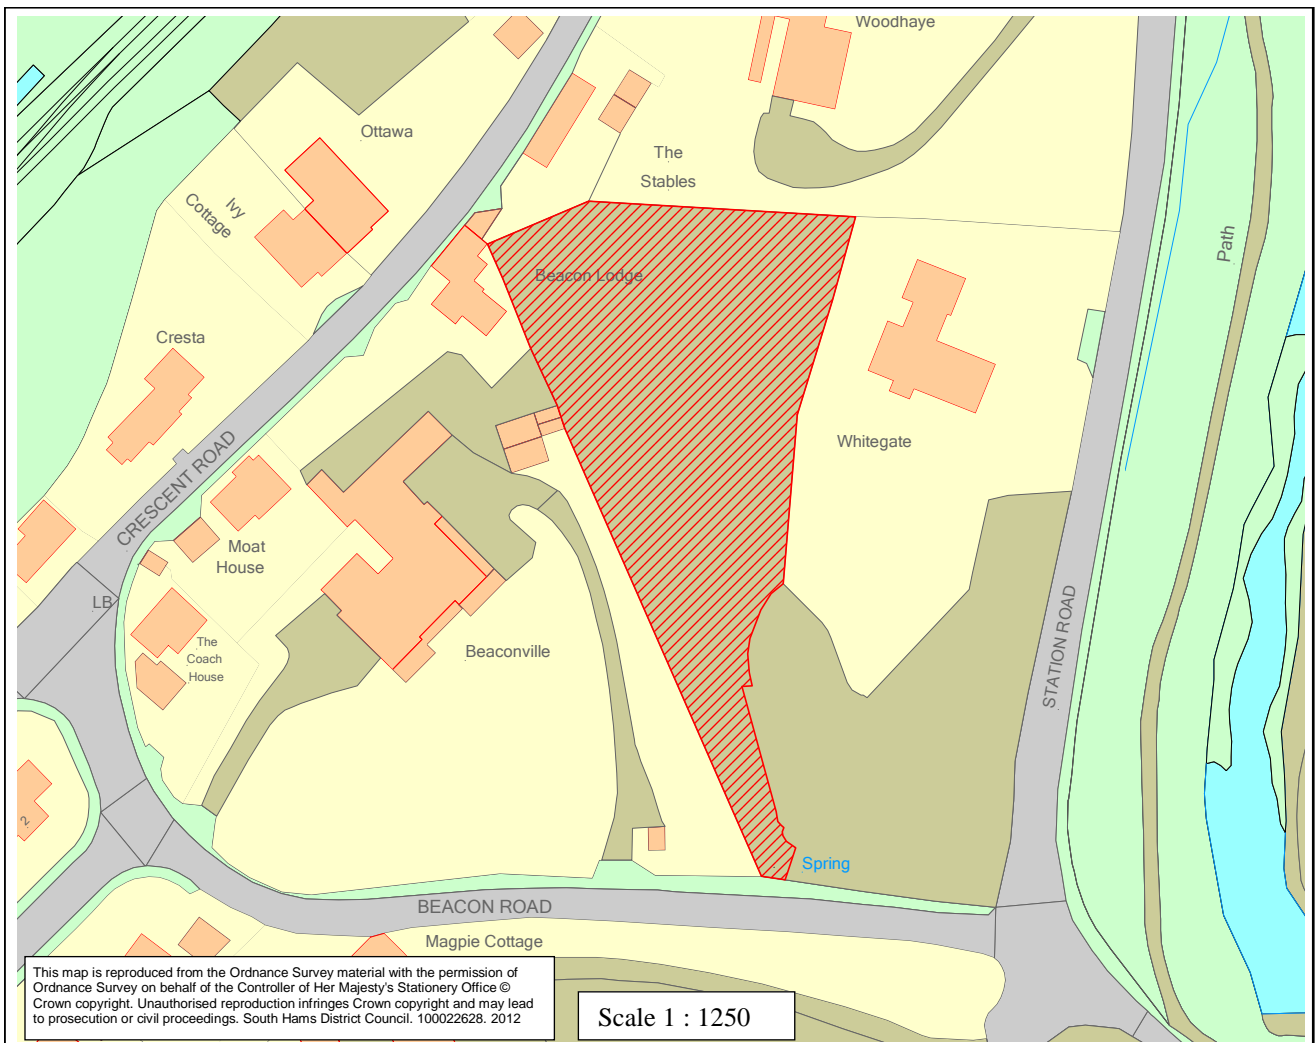 Woodhaye
Ottawa
The
Stables
Ivy
Cottage
Path
Beacon Lodge
Cresta
Whitegate
CRESCENT ROAD
Moat
House
LB
The
Coach
House
Beaconville
STATION ROAD
2
Spring
BEACON ROAD
Magpie Cottage
This map is reproduced from the Ordnance Survey material with the permission of
Ordnance Survey on behalf of the Controller of Her Majesty's Stationery Office ©
Crown copyright. Unauthorised reproduction infringes Crown copyright and may lead
to prosecution or civil proceedings. South Hams District Council. 100022628. 2012
Scale 1 : 1250